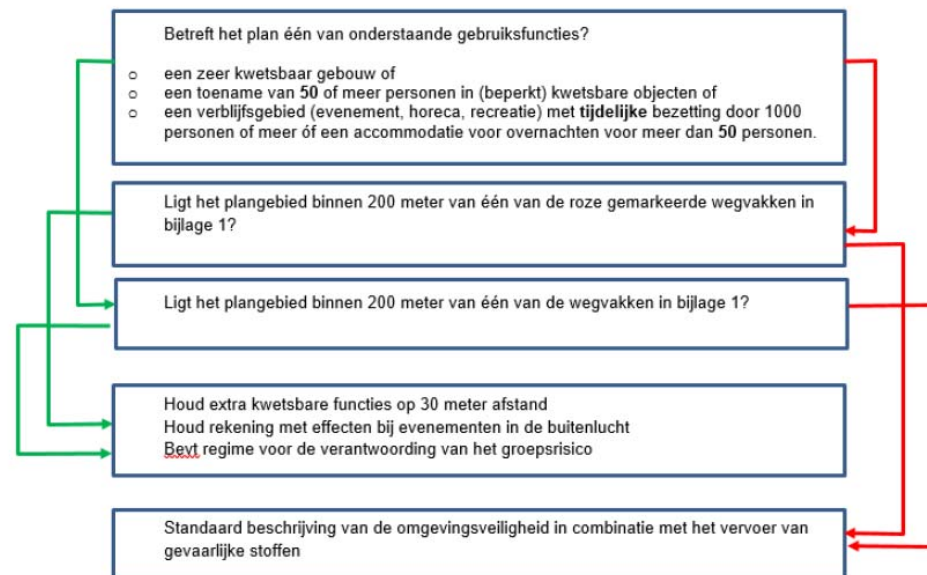 Betreft het plan één van onderstaande gebruiksfuncties?
o een zeer kwetsbaar gebouw of
o een toename van 50 of meer personen in (beperkt) kwetsbare objecten of
o een verblijfsgebied (evenement, horeca, recreatie) met tijdelijke bezetting door 1000
personen of meer óf een accommodatie voor overnachten voor meer dan 50 personen.
Ligt het plangebied binnen 200 meter van één van de roze gemarkeerde wegvakken in
bijlage 1?
Ligt het plangebied binnen 200 meter van één van de wegvakken in bijlage 1?
Houd extra kwetsbare functies op 30 meter afstand
Houd rekening met effecten bij evenementen in de buitenlucht
Bevt regime voor de verantwoording van het groepsrisico
Standaard beschrijving van de omgevingsveiligheid in combinatie met het vervoer van
gevaarlijke stoffen